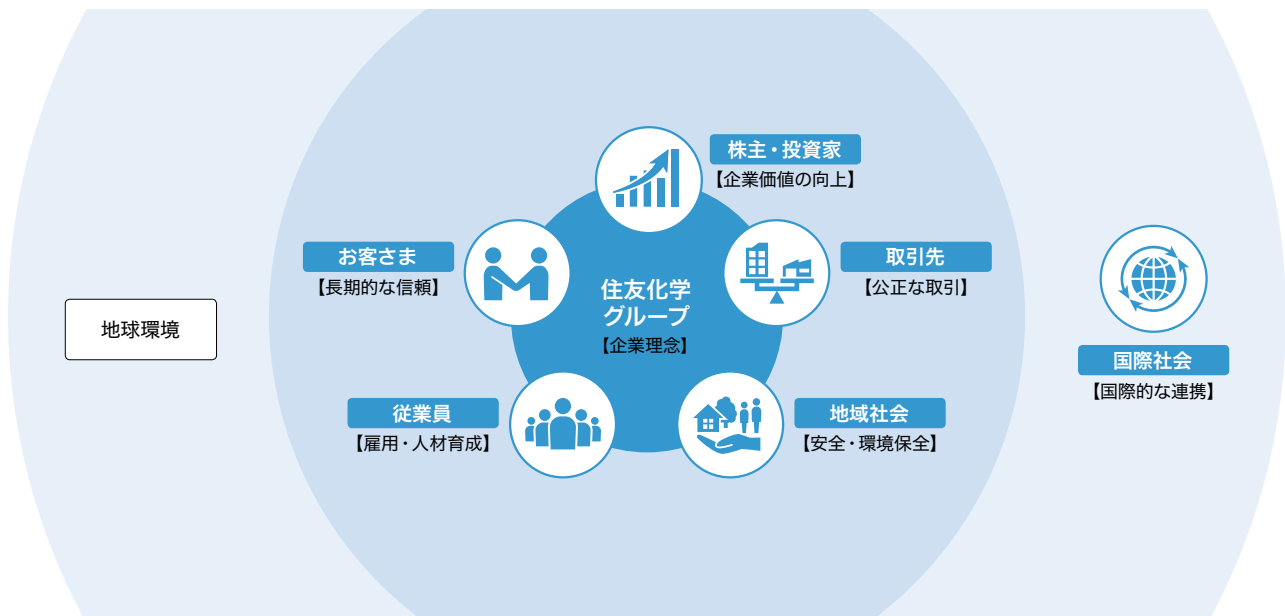 株主・投資家
【企業価値の向上】
お客さま
【長期的な信頼】
取引先
【公正な取引】
住友化学
グループ
【企業理念】
地球環境
国際社会
【国際的な連携】
従業員
【雇用・人材育成】
地域社会
【安全・環境保全】